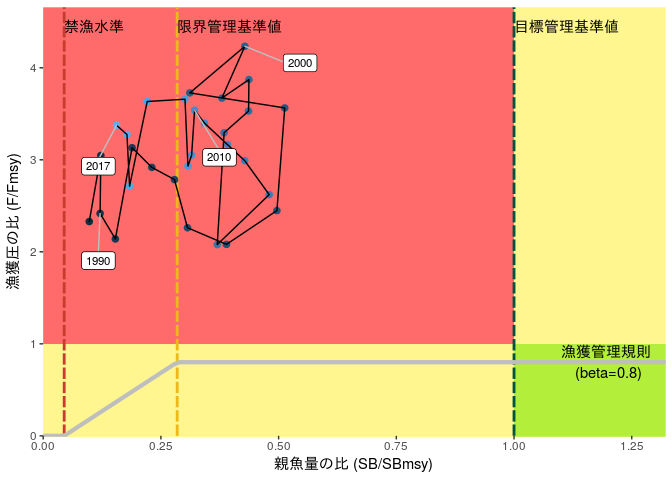 禁漁水準
限界管理基準値
目標管理基準値
2000
2017
2010
1990
漁獲管理規則
(beta=0.8)
漁獲圧の比 (F/Fmsy)
4
3
2
1
0
0.00
0.25
0.50
0.75
1.00
1.25
親魚量の比 (SB/SBmsy)